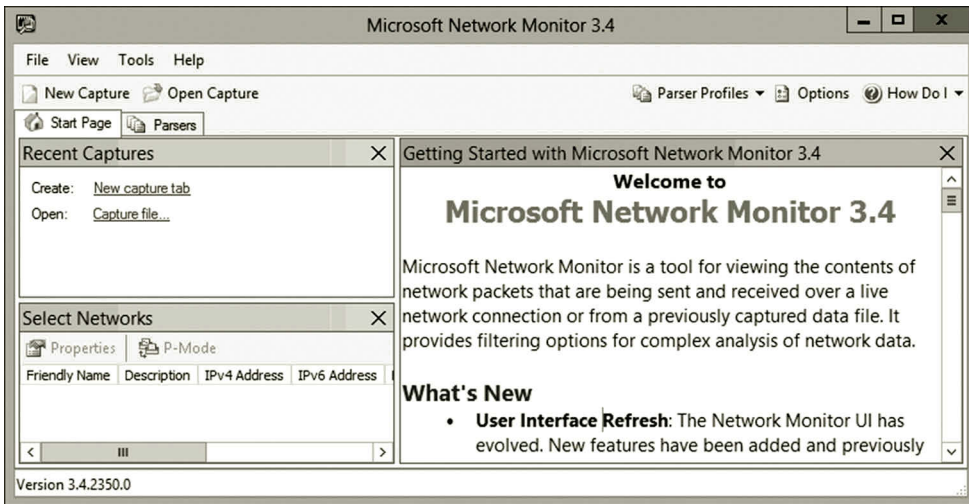 Microsoft Network Monitor 3.4
File View Tools Help
New Capture Open Capture Parser Profiles Options How Do I
Start Page Parsers
Recent Captures
Create: New capture tab
Open: Capture file...
Select Networks
Properties P-Mode
Friendly Name Description IPv4 Address IPv6 Address
Getting Started with Microsoft Network Monitor 3.4
Welcome to
Microsoft Network Monitor 3.4
Microsoft Network Monitor is a tool for viewing the contents of
network packets that are being sent and received over a live
network connection or from a previously captured data file. It
provides filtering options for complex analysis of network data.
What's New
• User Interface Refresh: The Network Monitor UI has
evolved. New features have been added and previously
Version 3.4.2350.0